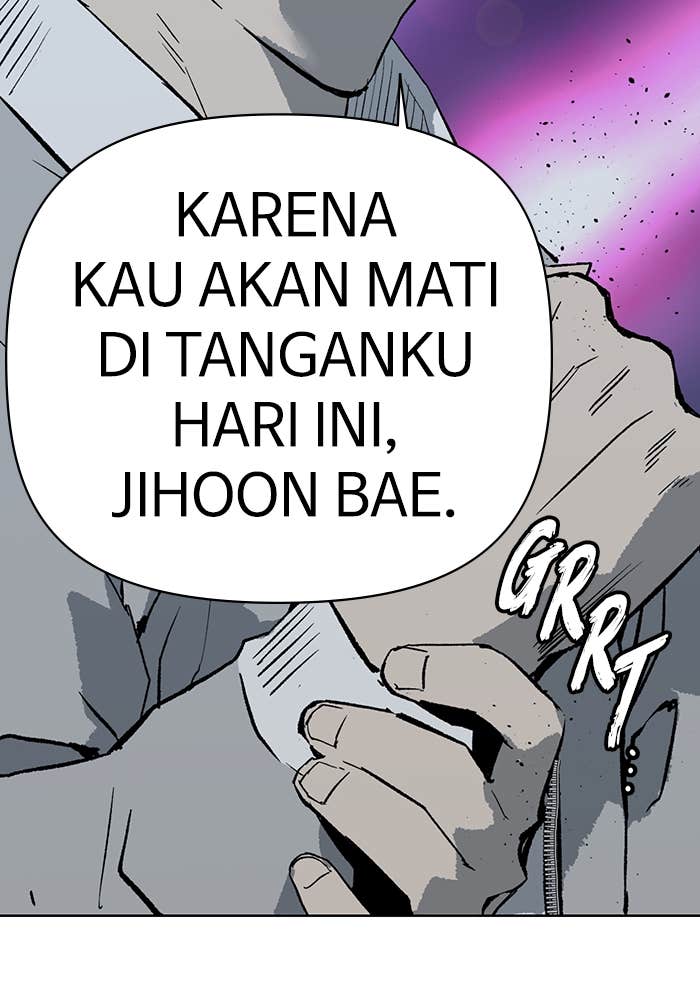 KARENA
KAU AKAN MATI
DI TANGANKU
HARI INI,
JIHOON BAE.
GRRT...